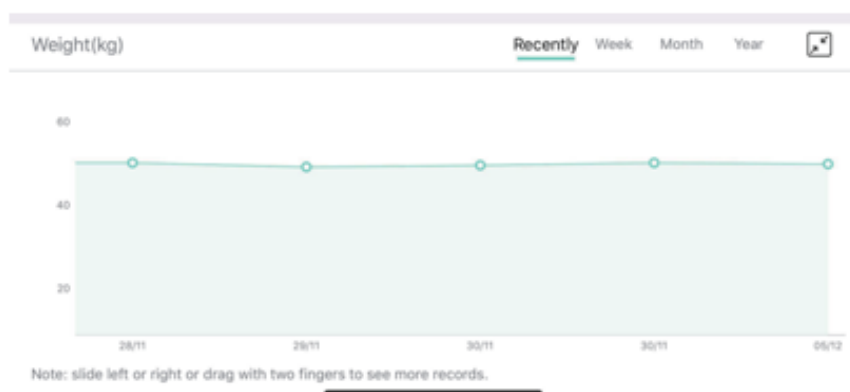 Weight(kg) Recently Week Month Year
60
40
20
28/11 29/11 30/11 30/11 05/12
Note: slide left or right or drag with two fingers to see more records.